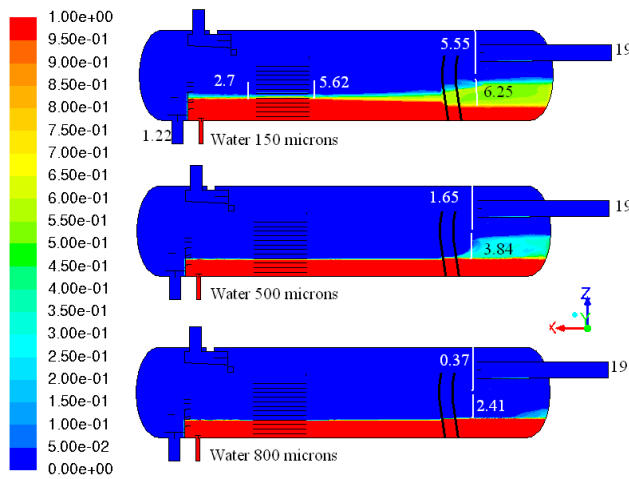 1.00e+00
9.50e-01
9.00e-01
8.50e-01
8.00e-01
7.50e-01
7.00e-01
6.50e-01
6.00e-01
5.50e-01
5.00e-01
4.50e-01
4.00e-01
3.50e-01
3.00e-01
2.50e-01
2.00e-01
1.50e-01
1.00e-01
5.00e-02
0.00e+00
5.55
19
2.7
5.62
6.25
1.22
Water 150 microns
1.65
19
3.84
Water 500 microns
Z
X
Y
0.37
19
2.41
Water 800 microns